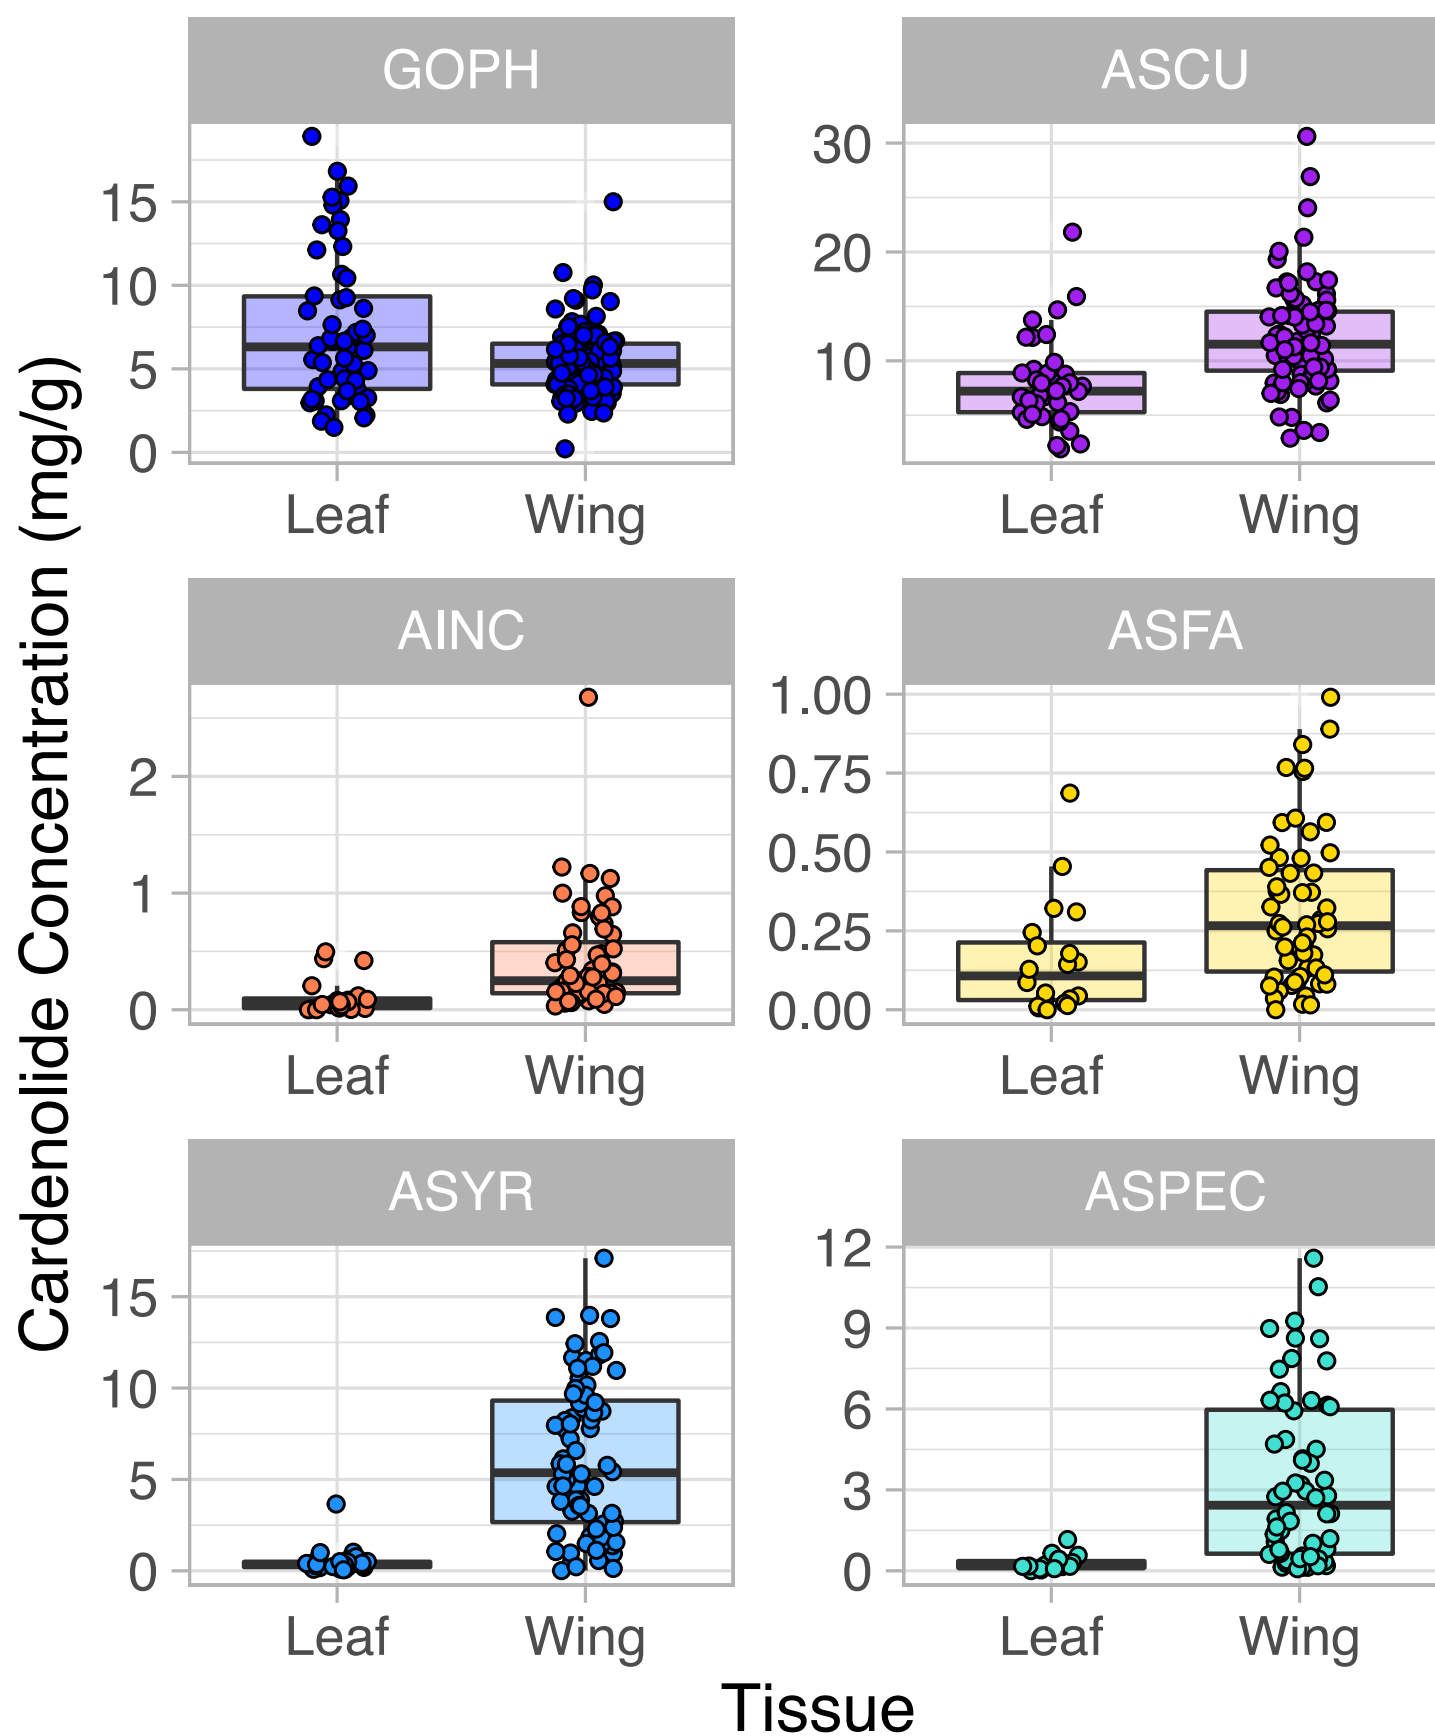 GOPH
ASCU
15
10
5
0
30
20
10
Leaf
Wing
Leaf
Wing
AINC
ASFA
2
1
0
1.00
0.75
0.50
0.25
0.00
Leaf
Wing
Leaf
Wing
ASYR
ASPEC
15
10
5
0
12
9
6
3
0
Leaf
Wing
Leaf
Wing
Cardenolide Concentration (mg/g)
Tissue